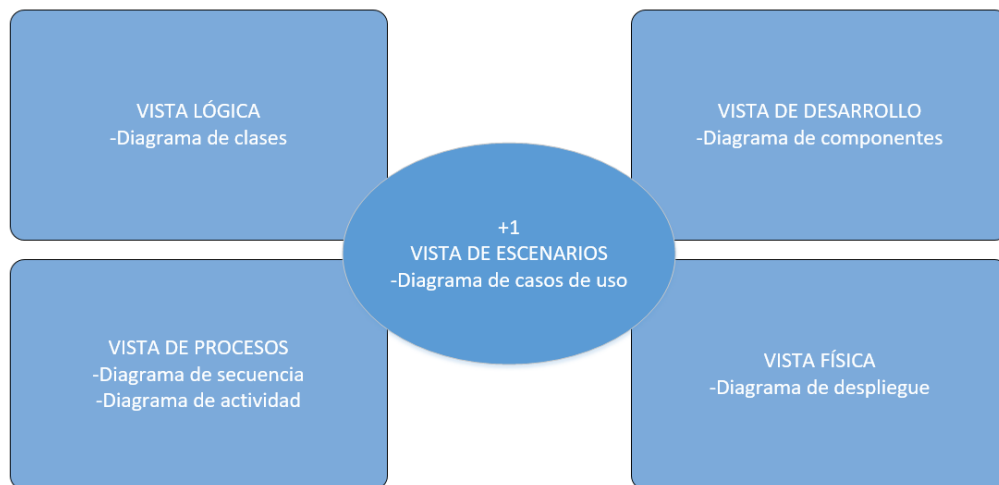 VISTA LÓGICA
-Diagrama de clases
VISTA DE DESARROLLO
-Diagrama de componentes
+1
VISTA DE ESCENARIOS
-Diagrama de casos de uso
VISTA DE PROCESOS
-Diagrama de secuencia
-Diagrama de actividad
VISTA FÍSICA
-Diagrama de despliegue